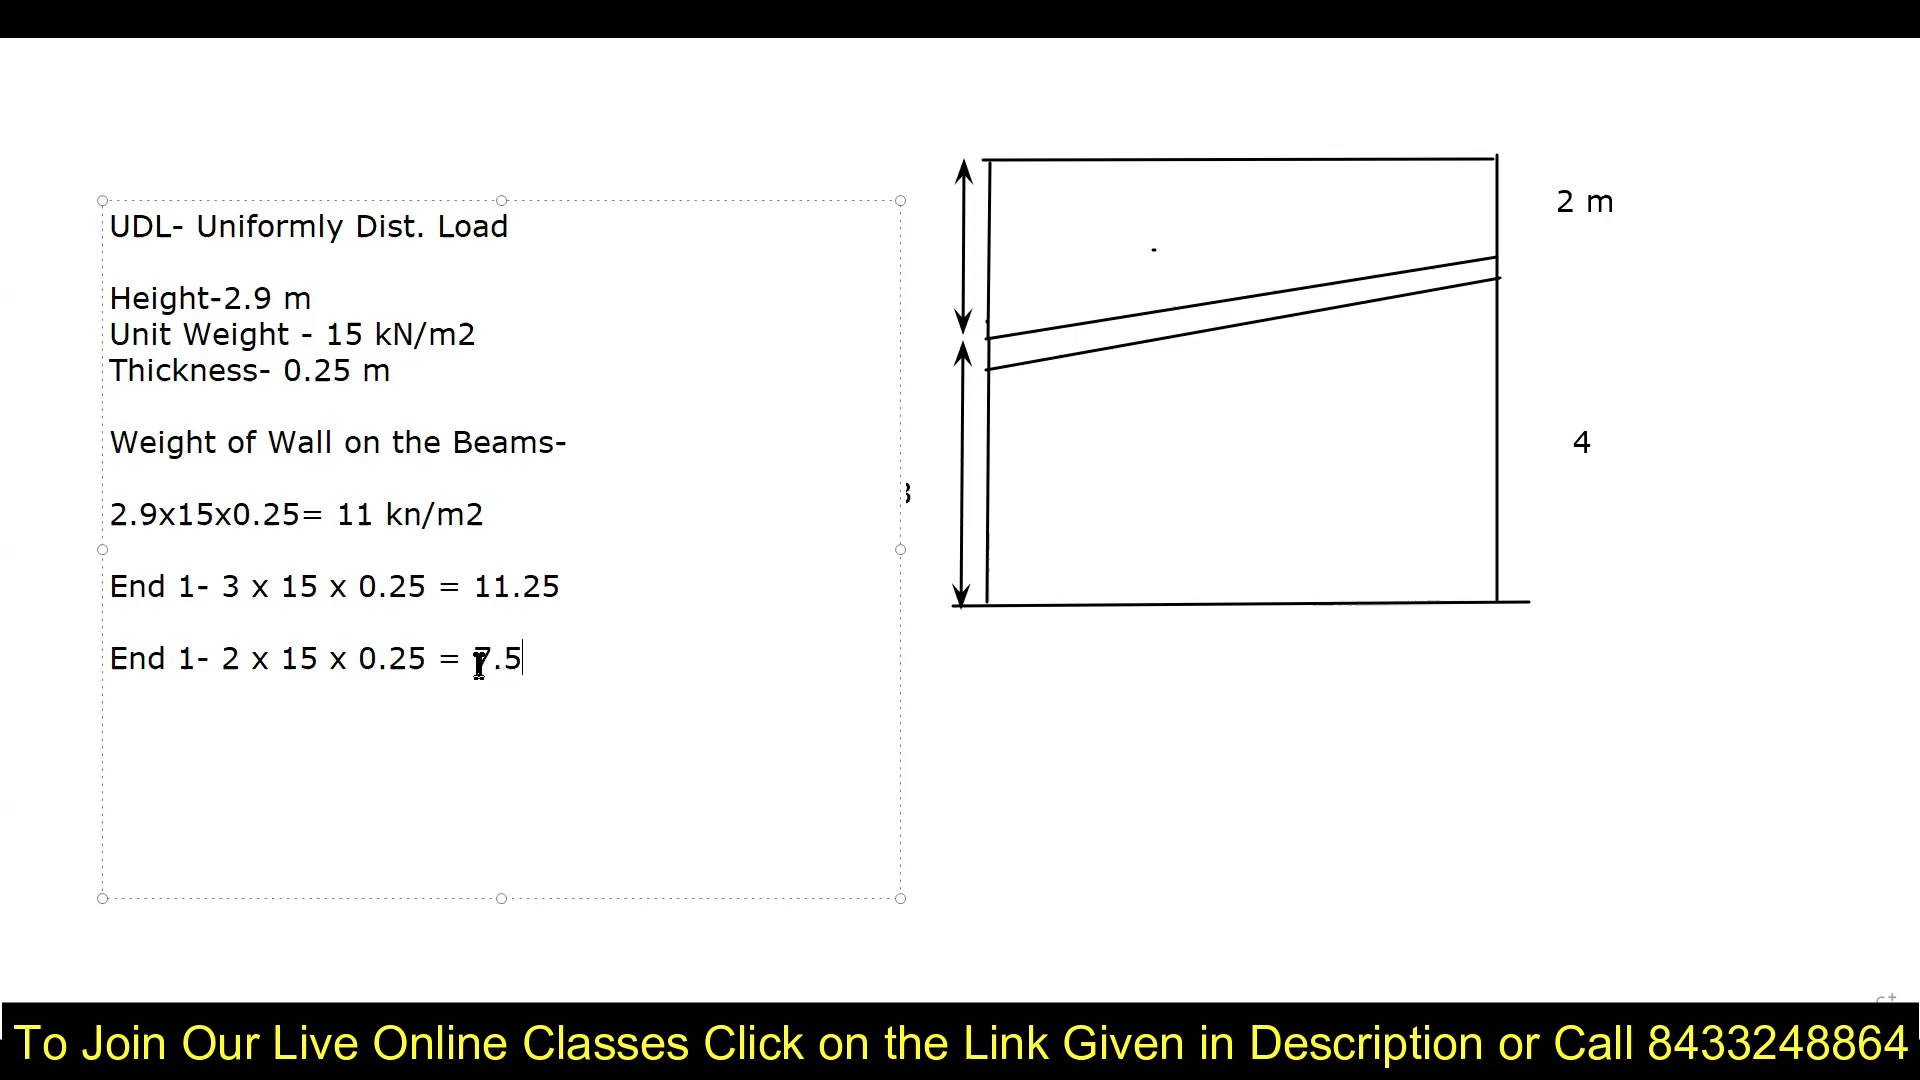 UDL- Uniformly Dist. Load
Height-2.9 m
Unit Weight - 15 kN/m2
Thickness- 0.25 m
Weight of Wall on the Beams-
2.9x15x0.25= 11 kn/m2
End 1- 3 x 15 x 0.25 = 11.25
End 1- 2 x 15 x 0.25 = 7.5
2 m
4
To Join Our Live Online Classes Click on the Link Given in Description or Call 8433248864